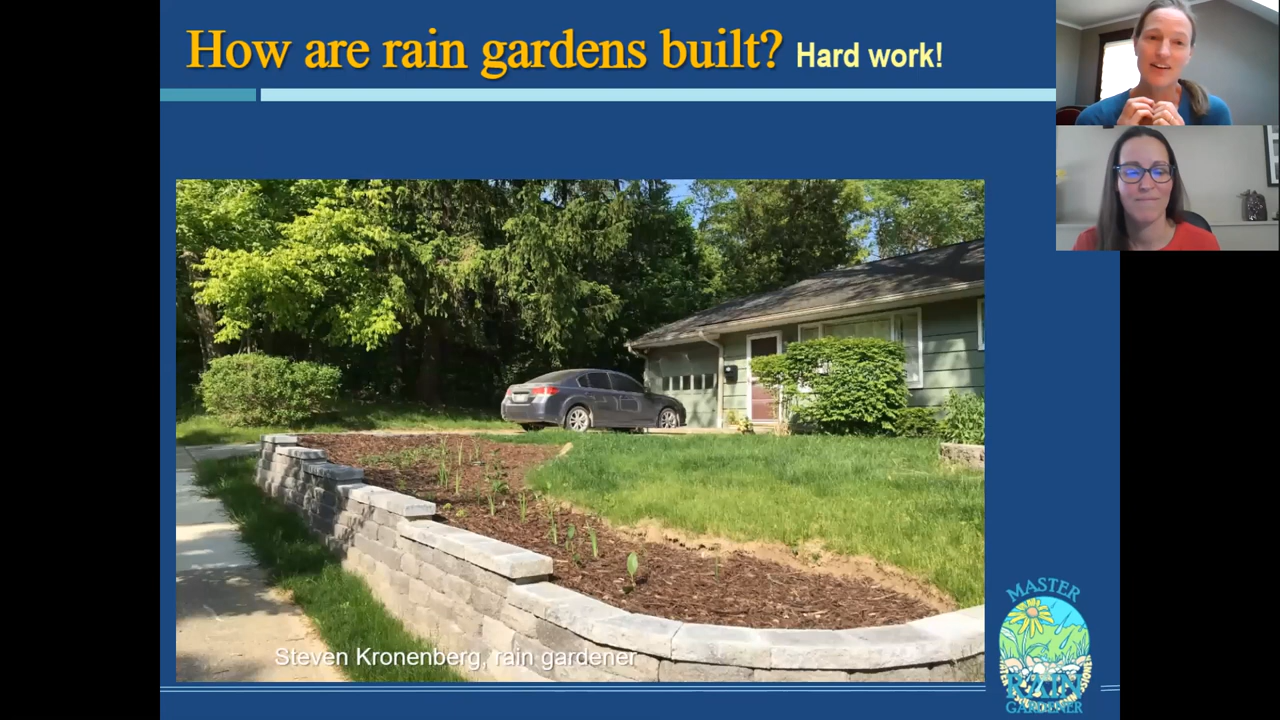 How are rain gardens built? Hard work!
Steven Kronenberg, rain gardener
MASTER
RAIN
GARDENER